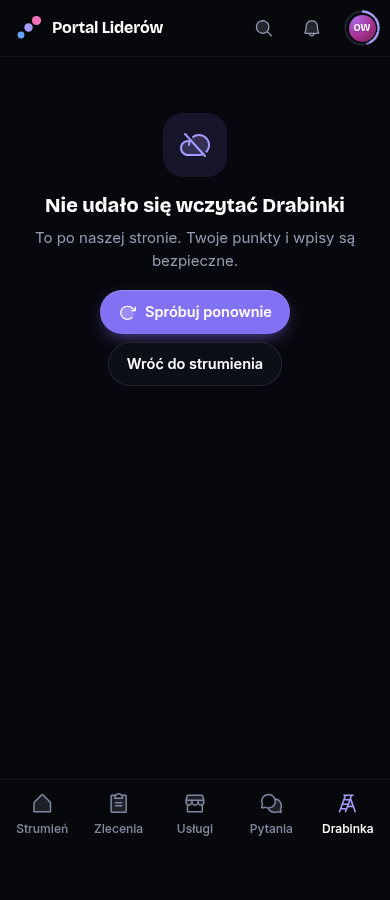 Portal Liderów
OW
Nie udało się wczytać Drabinki
To po naszej stronie. Twoje punkty i wpisy są
bezpieczne.
Spróbuj ponownie
Wróć do strumienia
Strumień
Zlecenia
Usługi
Pytania
Drabinka